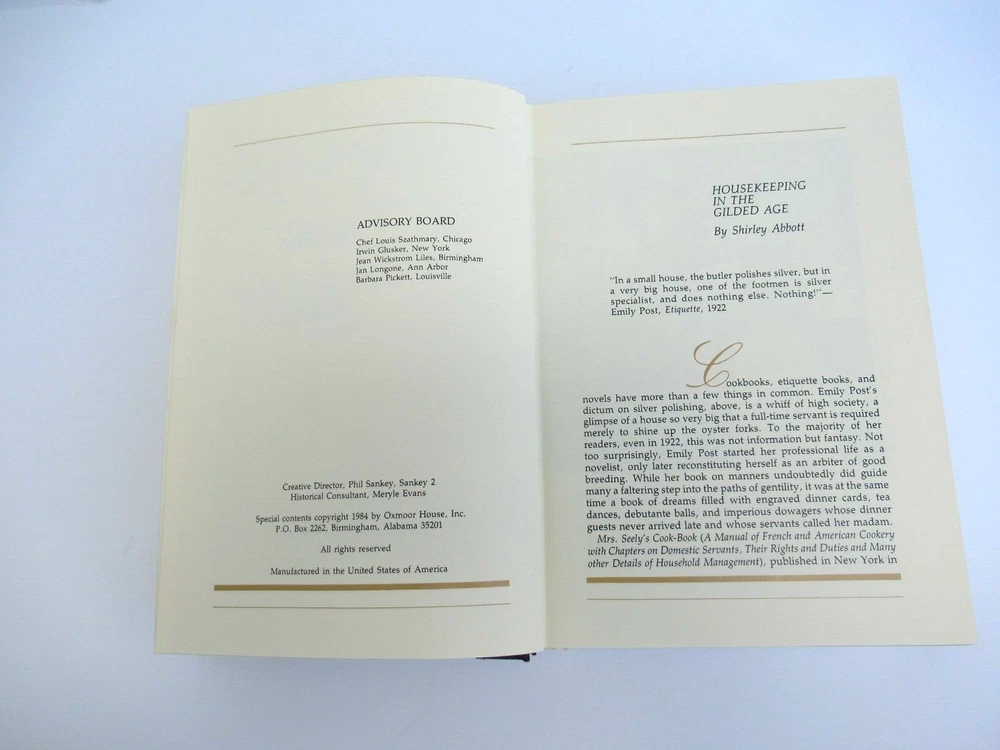 ADVISORY BOARD
Chef Louis Szathmary, Chicago
Irwin Glusker, New York
Jean Wickstrom Liles, Birmingham
Jan Longone, Ann Arbor
Barbara Pickett, Louisville
Creative Director, Phil Sankey, Sankey 2
Historical Consultant, Meryle Evans
Special contents copyright 1984 by Oxmoor House, Inc.
P.O. Box 2262, Birmingham, Alabama 35201
All rights reserved
Manufactured in the United States of America
HOUSEKEEPING
IN THE
GILDED AGE
By Shirley Abbott
"In a small house, the butler polishes silver, but in
a very big house, one of the footmen is silver
specialist, and does nothing else. Nothing!"—
Emily Post, Etiquette, 1922
Cookbooks, etiquette books, and
novels have more than a few things in common. Emily Post's
dictum on silver polishing, above, is a whiff of high society, a
glimpse of a house so very big that a full-time servant is required
merely to shine up the oyster forks. To the majority of her
readers, even in 1922, this was not information but fantasy. Not
too surprisingly, Emily Post started her professional life as a
novelist, only later reconstituting herself as an arbiter of good
breeding. While her book on manners undoubtedly did guide
many a faltering step into the paths of gentility, it was at the same
time a book of dreams filled with engraved dinner cards, tea
dances, debutante balls, and imperious dowagers whose dinner
guests never arrived late and whose servants called her madam.
Mrs. Seely's Cook-Book (A Manual of French and American Cookery
with Chapters on Domestic Servants, Their Rights and Duties and Many
other Details of Household Management), published in New York in